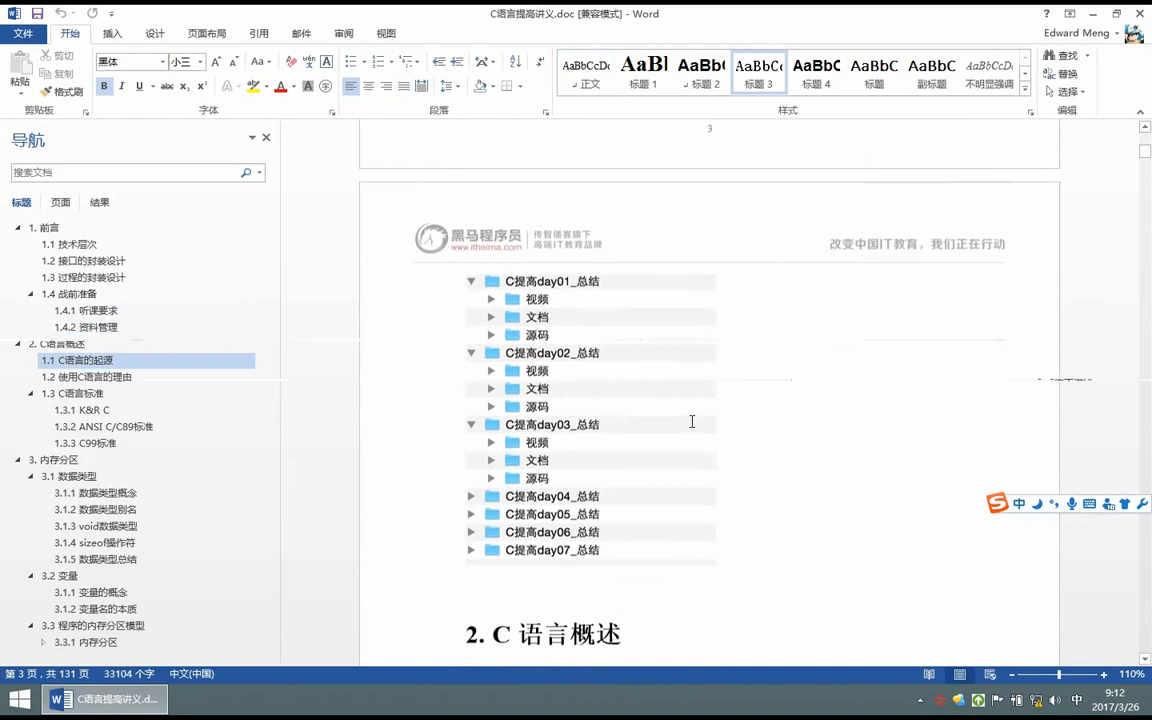 C语言提高讲义.doc [兼容模式] - Word
文件 开始 插入 设计 页面布局 引用 邮件 审阅 视图
Edward Meng
粘贴
剪切
复制
格式刷
剪贴板
黑体 小三
字体
段落
AaBbCcDc 正文
AaBl 标题 1
AaBb( 标题 2
AaBbCc 标题 3
AaBbC 标题 4
AaBbC 标题
AaBbC 副标题
AaBbCcDc 不明显强调
样式
查找
替换
选择
编辑
导航
搜索文档
标题 页面 结果
1. 前言
1.1 技术层次
1.2 接口的封装设计
1.3 过程的封装设计
1.4 战前准备
1.4.1 听课要求
1.4.2 资料管理
2. C语言概述
1.1 C语言的起源
1.2 使用C语言的理由
1.3 C语言标准
1.3.1 K&R C
1.3.2 ANSI C/C89标准
1.3.3 C99标准
3. 内存分区
3.1 数据类型
3.1.1 数据类型概念
3.1.2 数据类型别名
3.1.3 void数据类型
3.1.4 sizeof操作符
3.1.5 数据类型总结
3.2 变量
3.1.1 变量的概念
3.1.2 变量名的本质
3.3 程序的内存分区模型
3.3.1 内存分区
3
黑马程序员
www.itheima.com
传智播客旗下
高端IT教育品牌
改变中国IT教育，我们正在行动
C提高day01_总结
视频
文档
源码
C提高day02_总结
视频
文档
源码
C提高day03_总结
视频
文档
源码
C提高day04_总结
C提高day05_总结
C提高day06_总结
C提高day07_总结
2. C 语言概述
中
第 3 页，共 131 页 33104 个字 中文(中国)
110%
C语言提高讲义.d...
中
9:12
2017/3/26